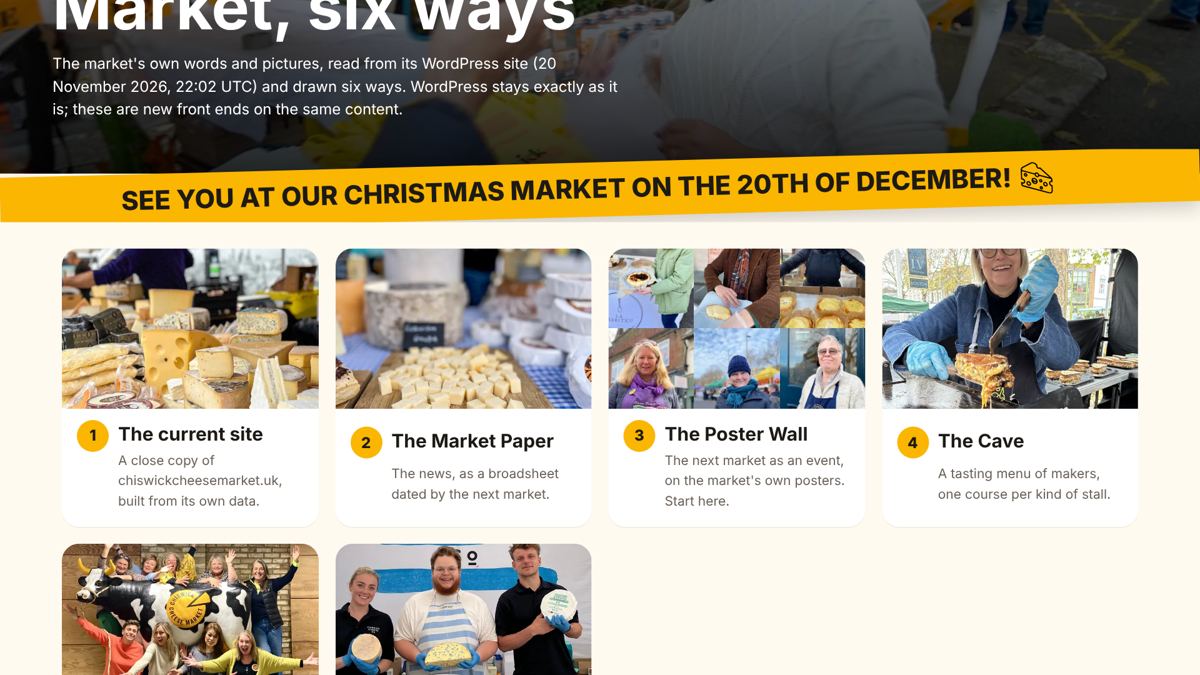 Market, six ways
The market's own words and pictures, read from its WordPress site (20
November 2026, 22:02 UTC) and drawn six ways. WordPress stays exactly as it
is; these are new front ends on the same content.
SEE YOU AT OUR CHRISTMAS MARKET ON THE 20TH OF DECEMBER!
1 The current site
A close copy of
chiswickcheesemarket.uk,
built from its own data.
2 The Market Paper
The news, as a broadsheet
dated by the next market.
3 The Poster Wall
The next market as an event,
on the market's own posters.
Start here.
4 The Cave
A tasting menu of makers,
one course per kind of stall.
CHEESE MARKET